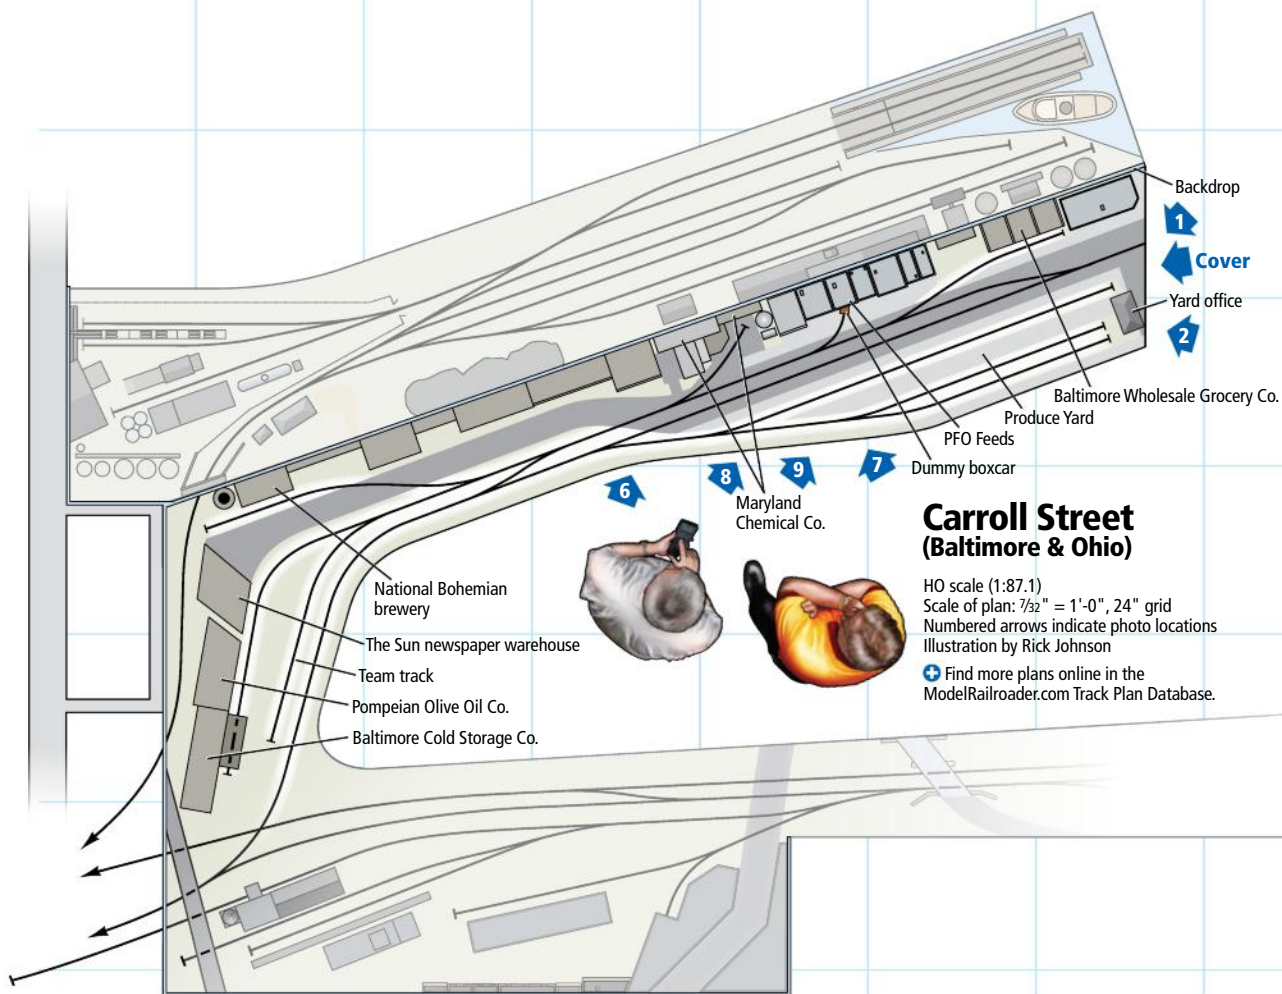 Backdrop
1
Cover
Yard office
2
Baltimore Wholesale Grocery Co.
Produce Yard
PFO Feeds
Dummy boxcar
7
9
8
6
Maryland
Chemical Co.
Carroll Street
(Baltimore & Ohio)
HO scale (1:87.1)
Scale of plan: 7/32" = 1'-0", 24" grid
Numbered arrows indicate photo locations
Illustration by Rick Johnson
Find more plans online in the
ModelRailroader.com Track Plan Database.
National Bohemian
brewery
The Sun newspaper warehouse
Team track
Pompeian Olive Oil Co.
Baltimore Cold Storage Co.